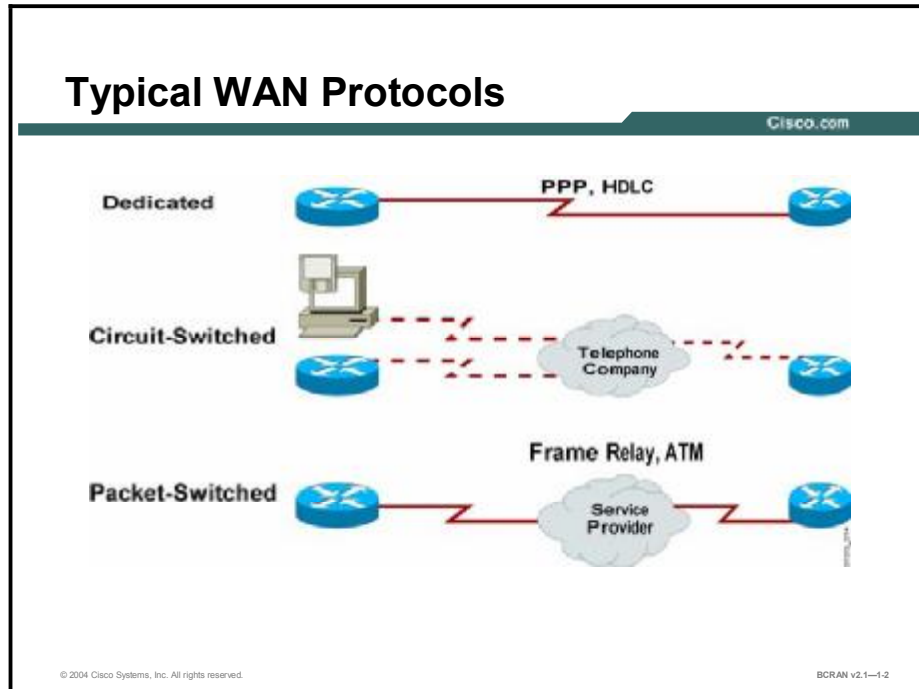 Typical WAN Protocols
Cisco.com
PPP, HDLC
Dedicated
Circuit-Switched
Telephone
Company
Frame Relay, ATM
Packet-Switched
Service
Provider
© 2004 Cisco Systems, Inc. All rights reserved.
BCRAN v2.1—1-2